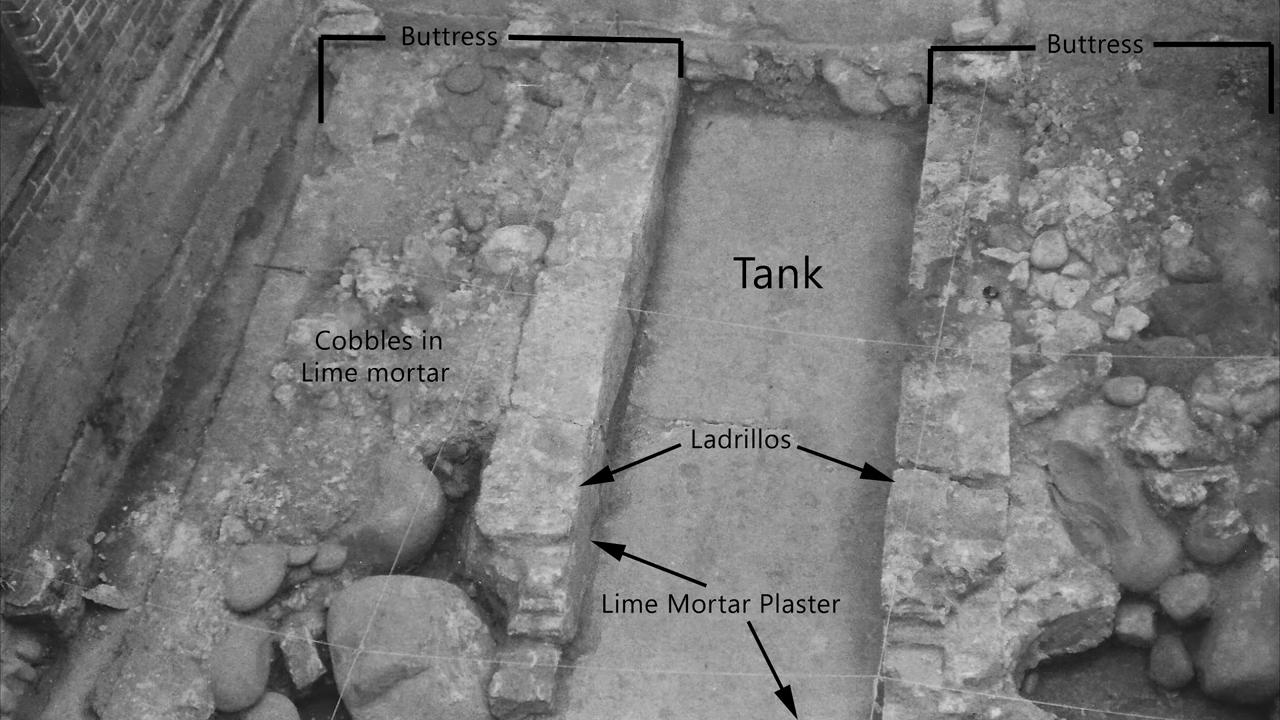 Buttress
Buttress
Tank
Cobbles in
Lime mortar
Ladrillos
Lime Mortar Plaster